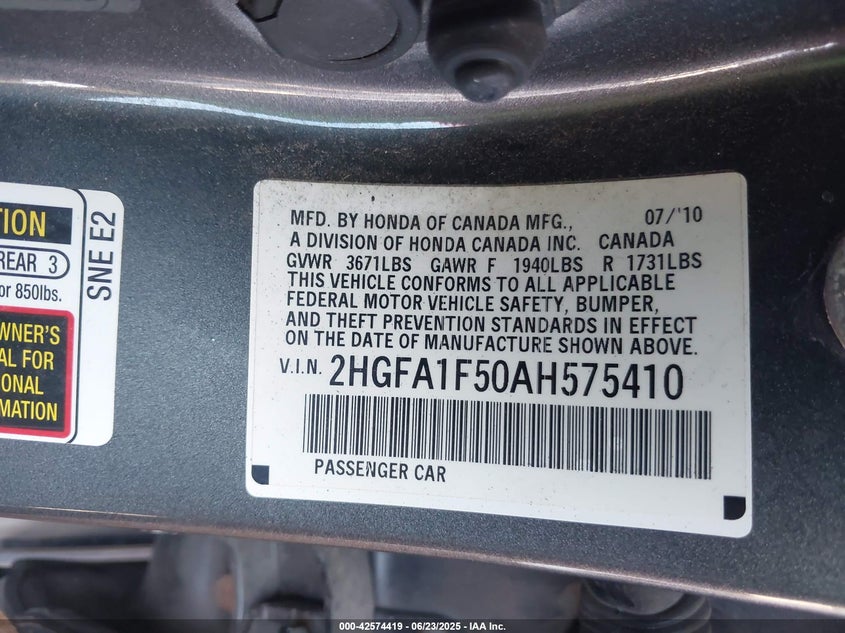 TION
REAR 3
or 850lbs.
WNER'S
AL FOR
ONAL
RMATION
SNE E2
MFD. BY HONDA OF CANADA MFG., 07/'10
A DIVISION OF HONDA CANADA INC. CANADA
GVWR 3671LBS GAWR F 1940LBS R 1731LBS
THIS VEHICLE CONFORMS TO ALL APPLICABLE
FEDERAL MOTOR VEHICLE SAFETY, BUMPER,
AND THEFT PREVENTION STANDARDS IN EFFECT
ON THE DATE OF MANUFACTURE SHOWN ABOVE.
V.I.N. 2HGFA1F50AH575410
PASSENGER CAR
000-42574419 - 06/23/2025 - IAA Inc.